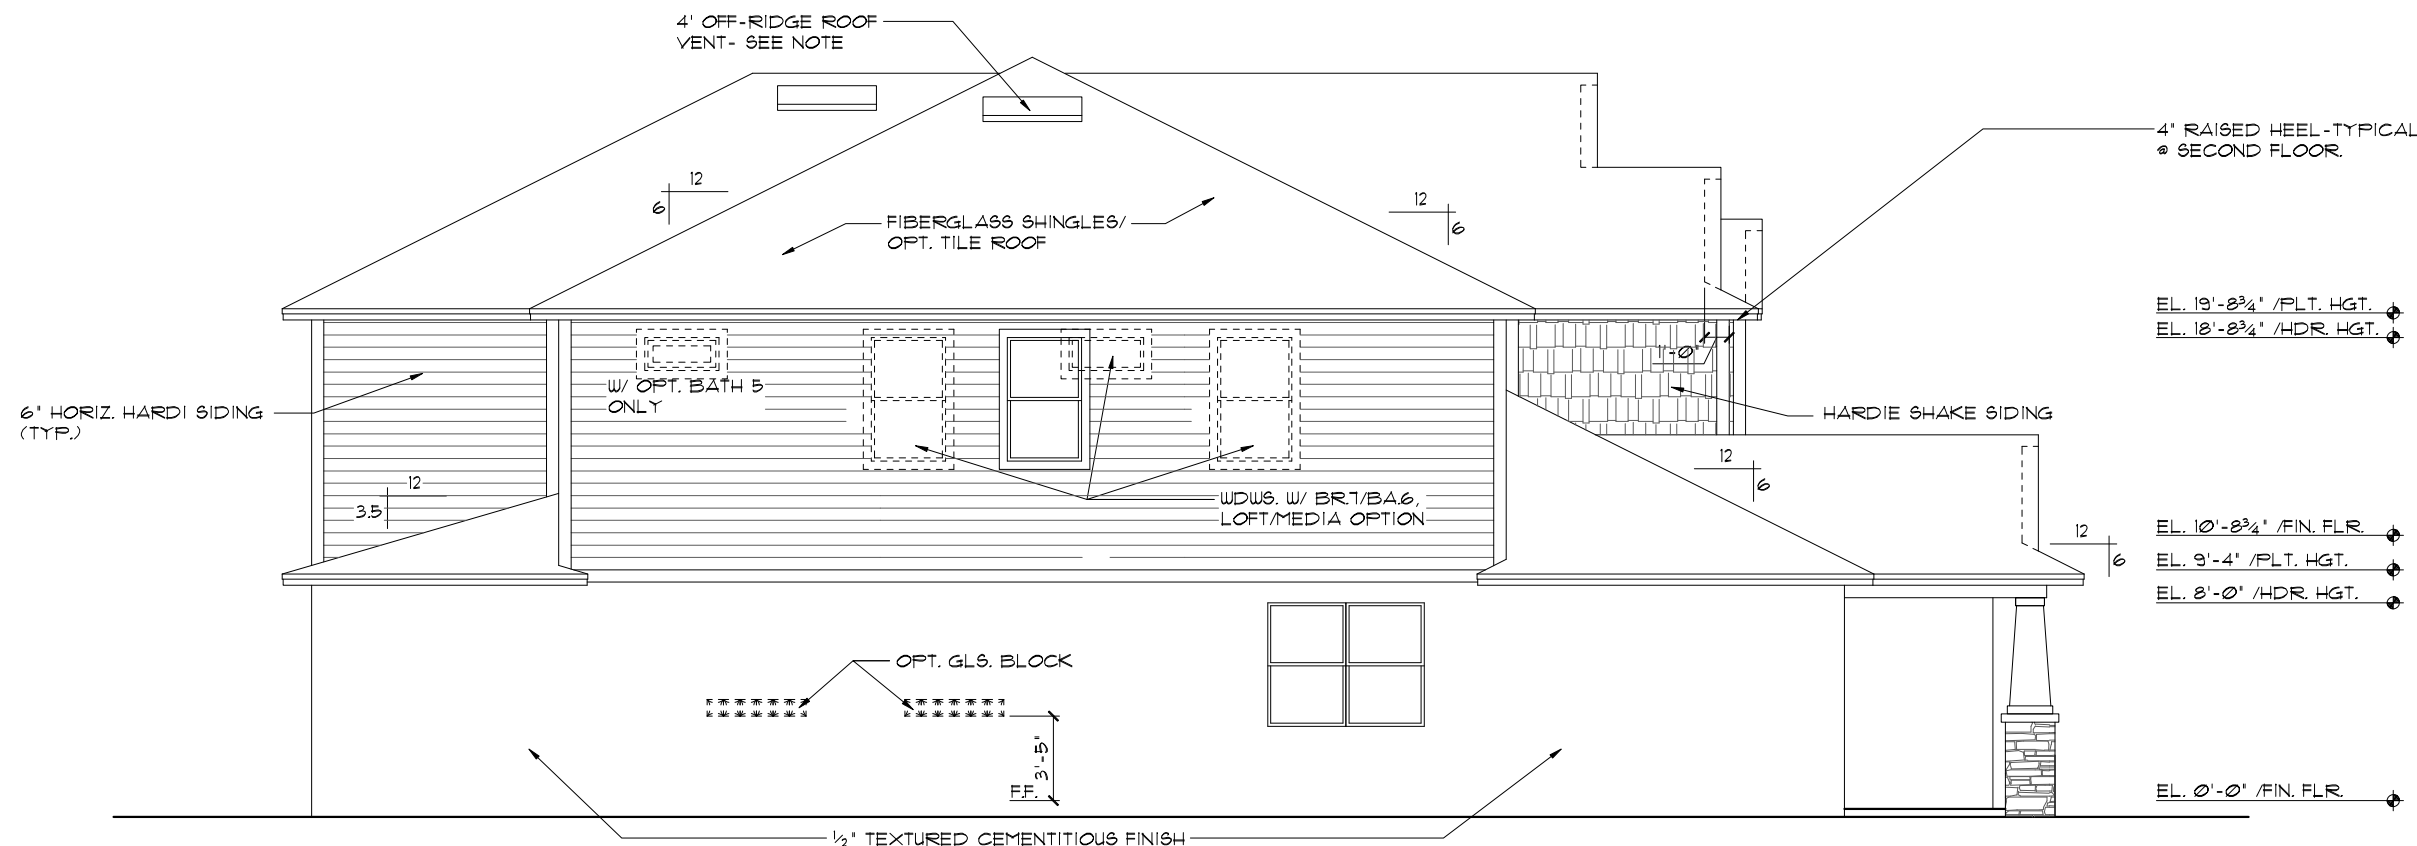 4' OFF-RIDGE ROOF
VENT- SEE NOTE
4" RAISED HEEL-TYPICAL
@ SECOND FLOOR.
12
6
12
6
FIBERGLASS SHINGLES/
OPT. TILE ROOF
EL. 19'-8¾" /PLT. HGT.
EL. 18'-8¾" /HDR. HGT.
1'-0"
W/ OPT. BATH 5
ONLY
6" HORIZ. HARDI SIDING
(TYP.)
HARDIE SHAKE SIDING
12
3.5
12
6
WDWS. W/ BR.7/BA.6,
LOFT/MEDIA OPTION
EL. 10'-8¾" /FIN. FLR.
12
6
EL. 9'-4" /PLT. HGT.
EL. 8'-0" /HDR. HGT.
OPT. GLS. BLOCK
3'-5"
F.F.
EL. 0'-0" /FIN. FLR.
½" TEXTURED CEMENTITIOUS FINISH